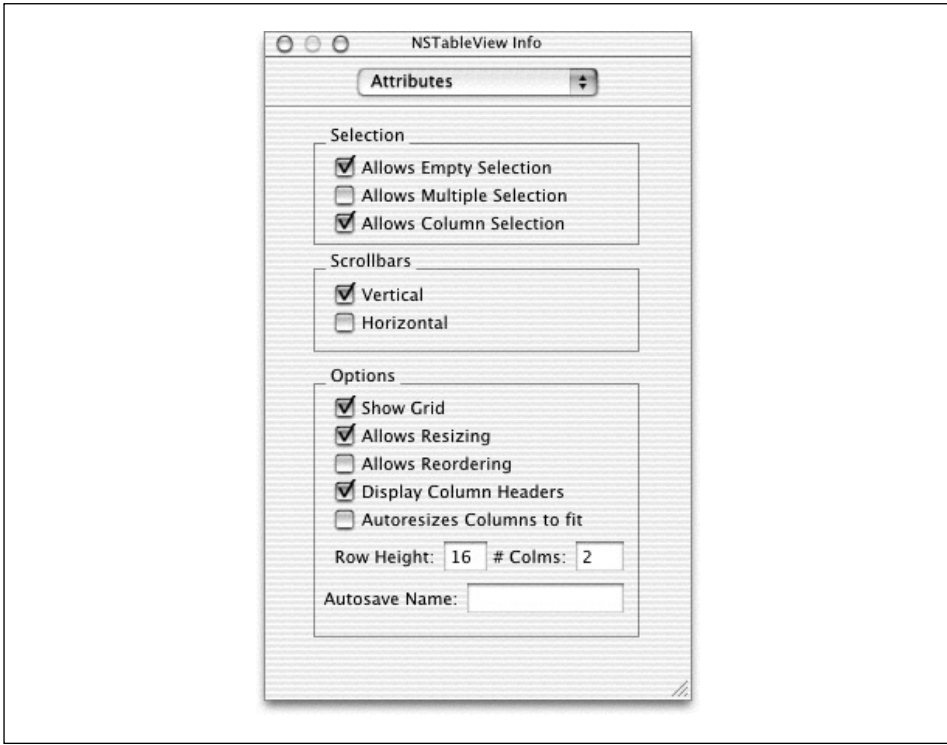 NSTableView Info
Attributes
Selection
Allows Empty Selection
Allows Multiple Selection
Allows Column Selection
Scrollbars
Vertical
Horizontal
Options
Show Grid
Allows Resizing
Allows Reordering
Display Column Headers
Autoresizes Columns to fit
Row Height: 16 # Colms: 2
Autosave Name: